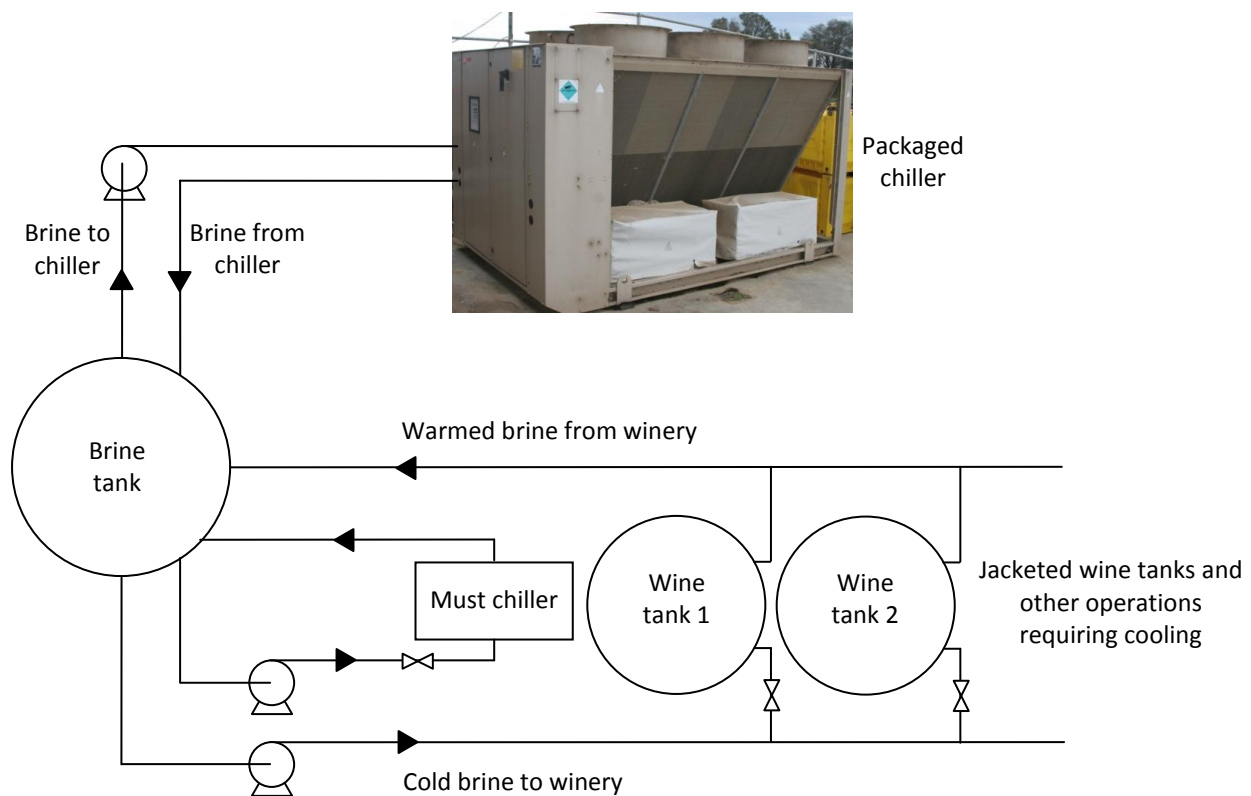 Packaged
chiller
Brine to
chiller
Brine from
chiller
Brine
tank
Warmed brine from winery
Must chiller
Wine
tank 1
Wine
tank 2
Jacketed wine tanks and
other operations
requiring cooling
Cold brine to winery